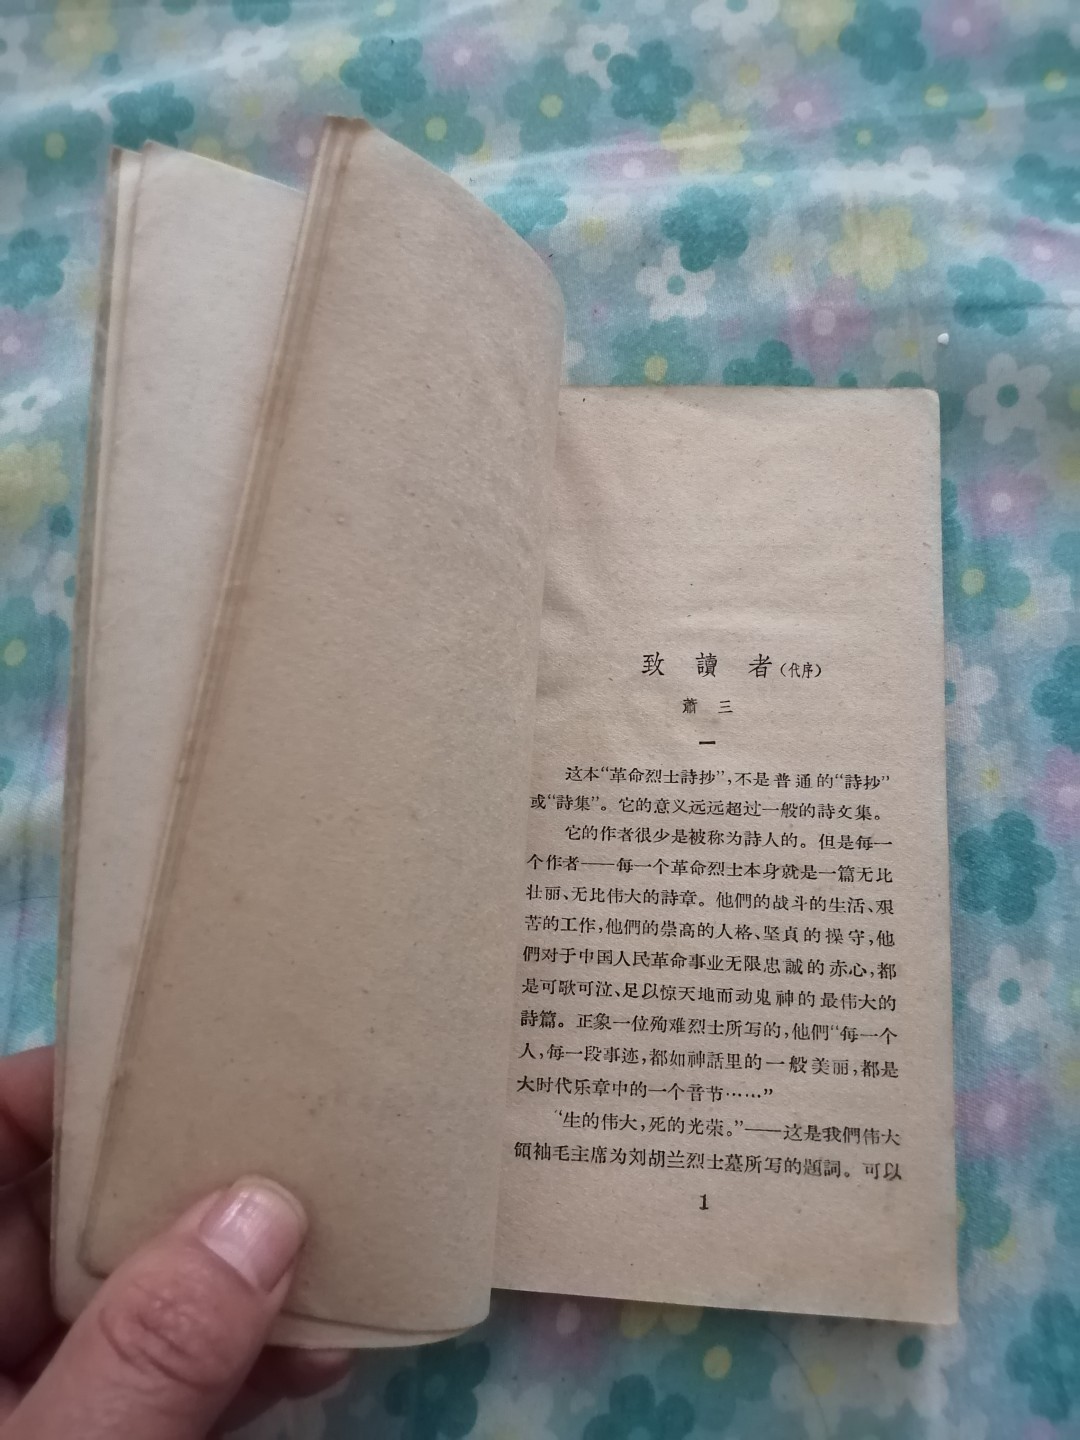 致讀者(代序)
蕭三
一
这本“革命烈士詩抄”,不是普通的“詩抄”
或“詩集”。它的意义远远超过一般的詩文集。
它的作者很少是被称为詩人的。但是每一
个作者——每一个革命烈士本身就是一篇无比
壮丽、无比伟大的詩章。他們的战斗的生活、艰
苦的工作,他們的崇高的人格、坚貞的操守,他
們对于中国人民革命事业无限忠誠的赤心,都
是可歌可泣、足以惊天地而动鬼神的最伟大的
詩篇。正象一位殉难烈士所写的,他們“每一个
人,每一段事迹,都如神話里的一般美丽,都是
大时代乐章中的一个音节……”
“生的伟大,死的光荣。”——这是我們伟大
領袖毛主席为刘胡兰烈士墓所写的題詞。可以
1